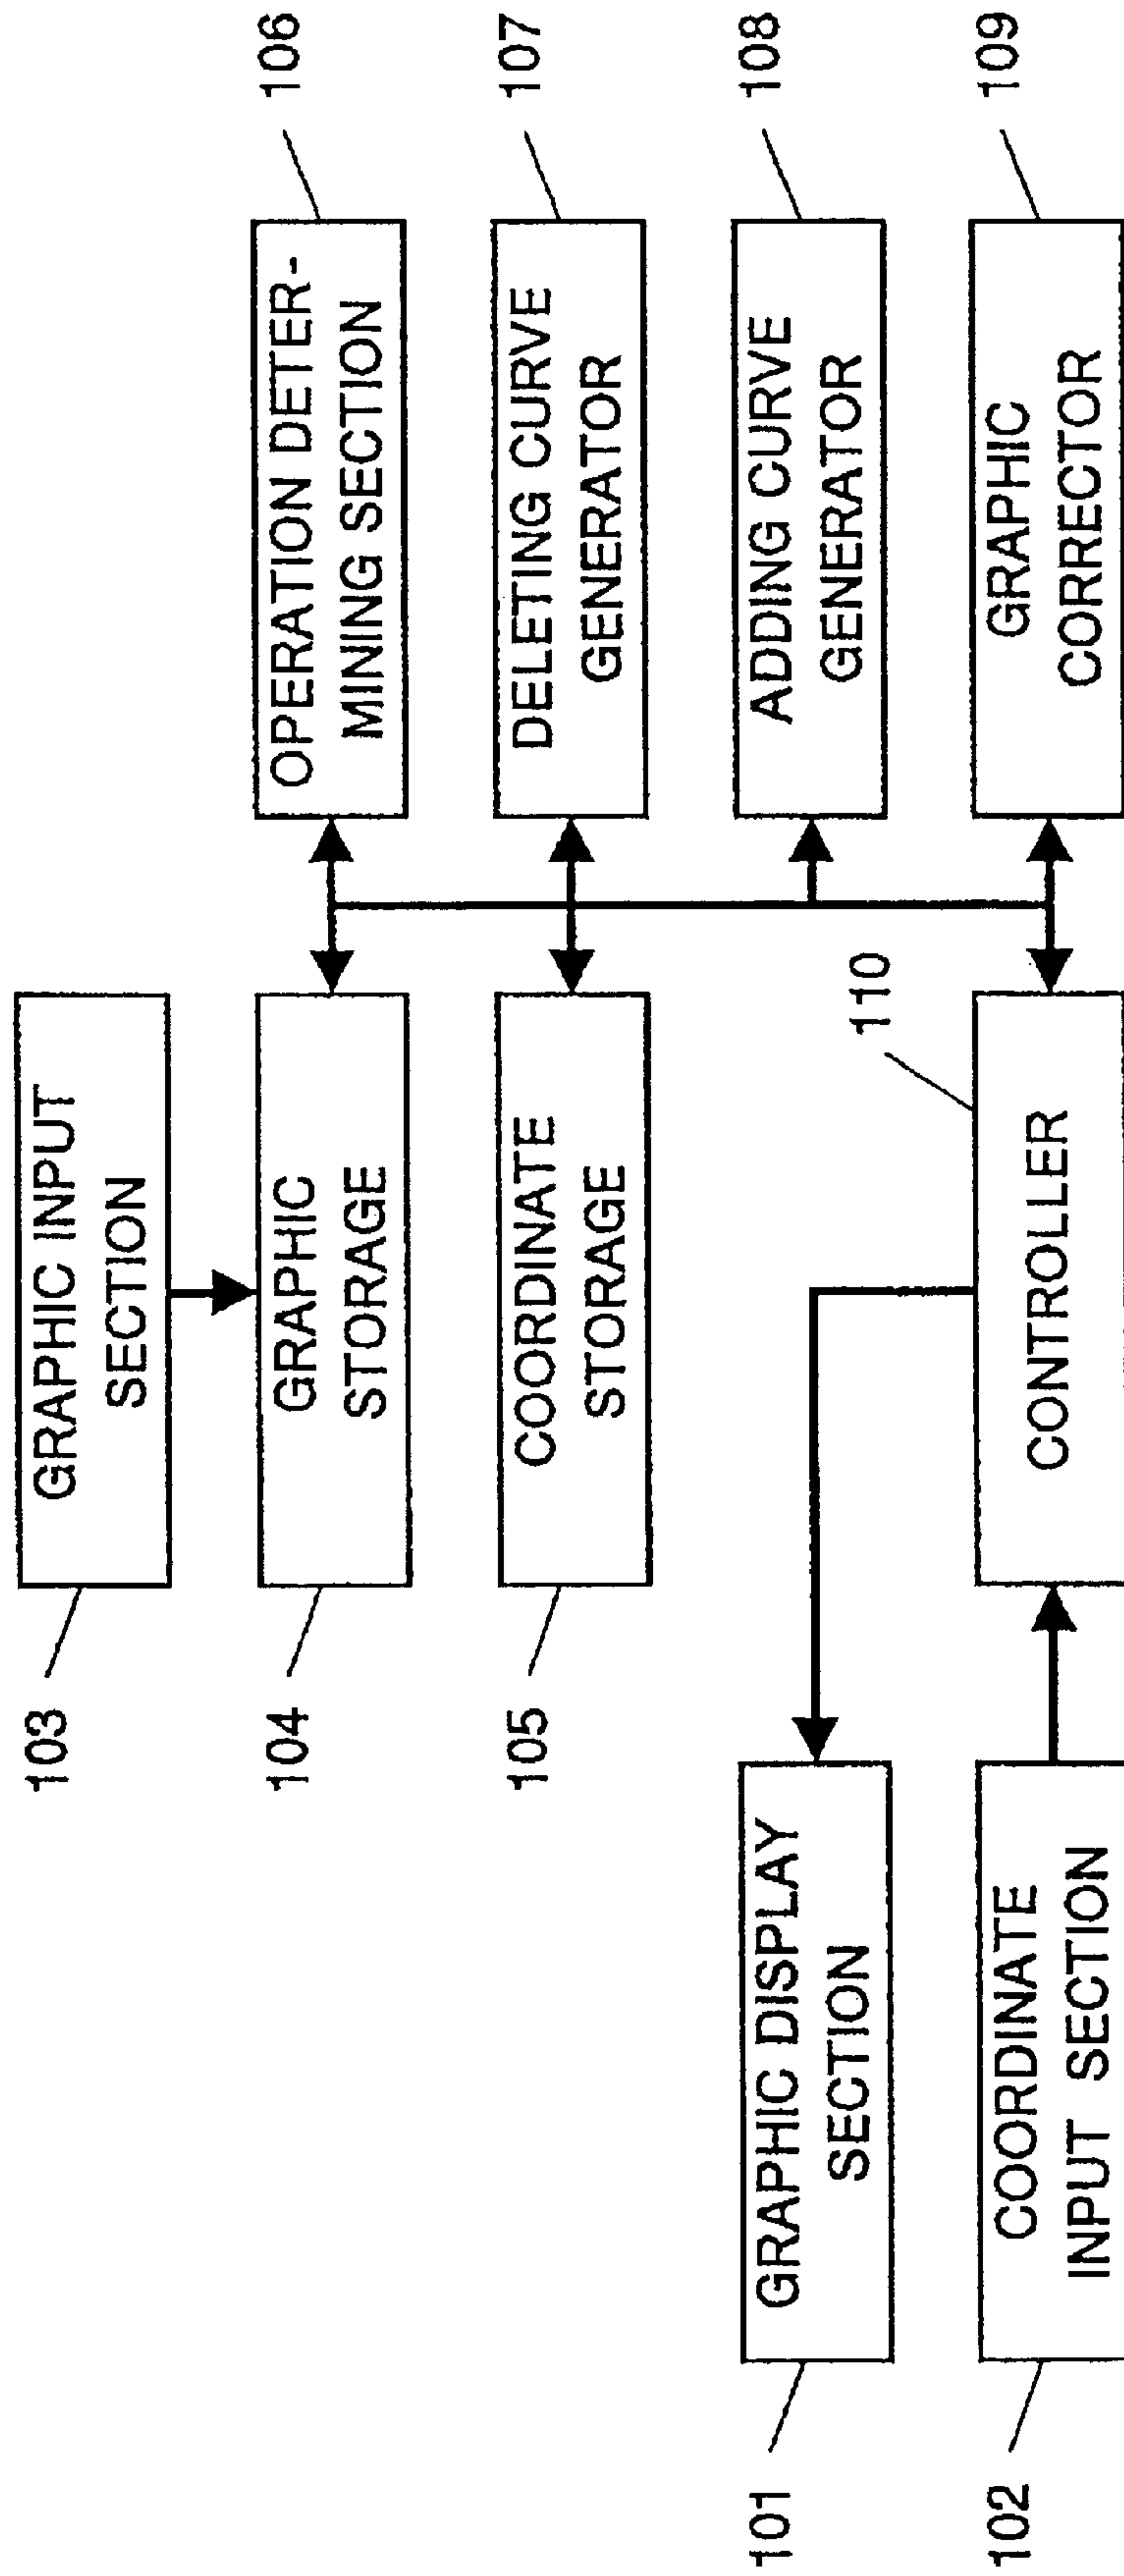 103
GRAPHIC INPUT
SECTION
104
GRAPHIC
STORAGE
OPERATION DETER-
MINING SECTION
106
105
COORDINATE
STORAGE
DELETING CURVE
GENERATOR
107
101
GRAPHIC DISPLAY
SECTION
110
ADDING CURVE
GENERATOR
108
102
COORDINATE
INPUT SECTION
CONTROLLER
GRAPHIC
CORRECTOR
109